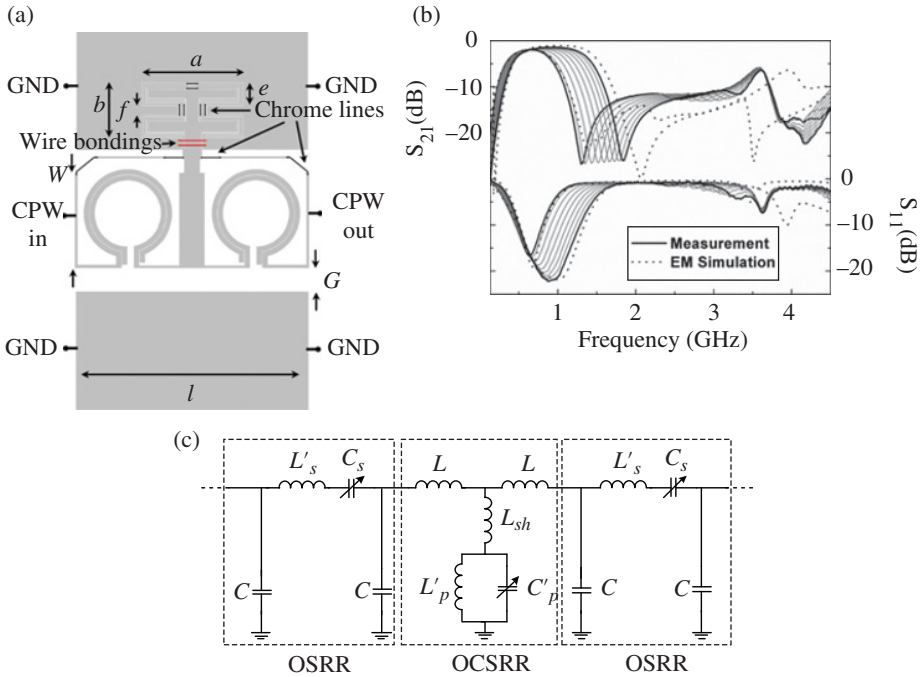 (a)
a
GND
GND
b
f
e
Chrome lines
Wire bondings
W
CPW
in
CPW
out
G
GND
GND
l
(b)
0
−10
−20
S21(dB)
0
−10
−20
S11(dB)
Measurement
EM Simulation
1 2 3 4
Frequency (GHz)
(c)
L's Cs L L L's Cs
Lsh
L'p C'p
C C C C
OSRR OCSRR OSRR